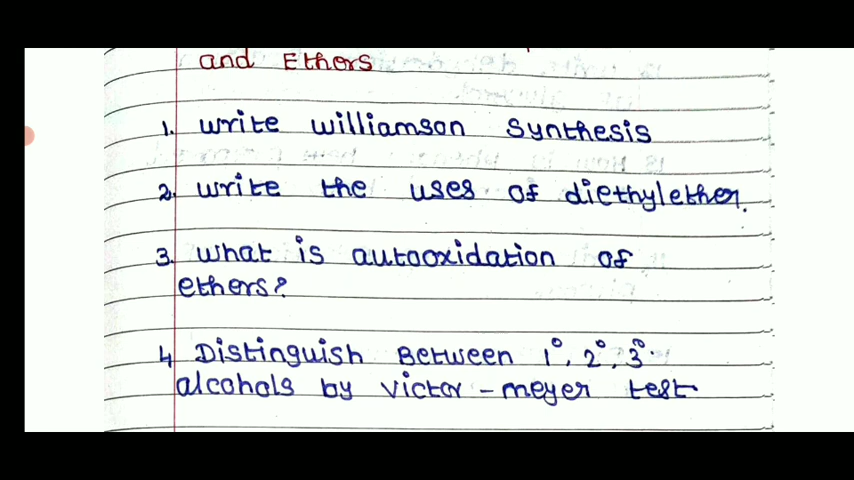 and Ethers
1. write williamson synthesis
2. write the uses of diethylether.
3. what is autooxidation of
ethers?
4. Distinguish Between 1°, 2°, 3°.
alcohols by victor - meyer test